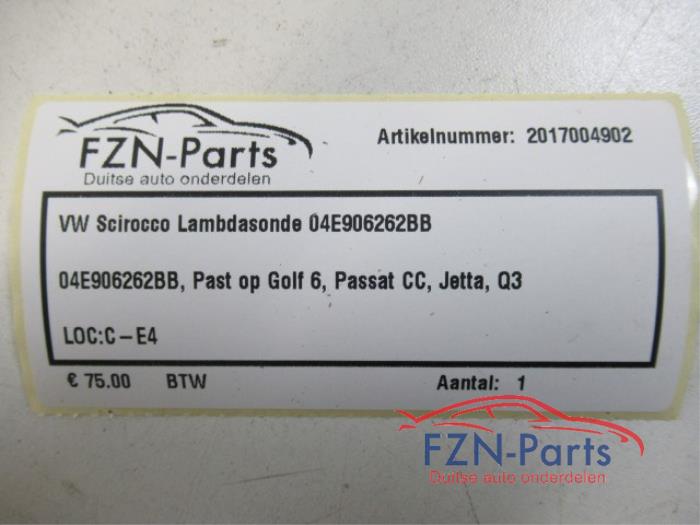 FZN-Parts
Duitse auto onderdelen
Artikelnummer: 2017004902
VW Scirocco Lambdasonde 04E906262BB
04E906262BB, Past op Golf 6, Passat CC, Jetta, Q3
LOC:C-E4
€ 75.00 BTW Aantal: 1
FZN-Parts
Duitse auto onderdelen